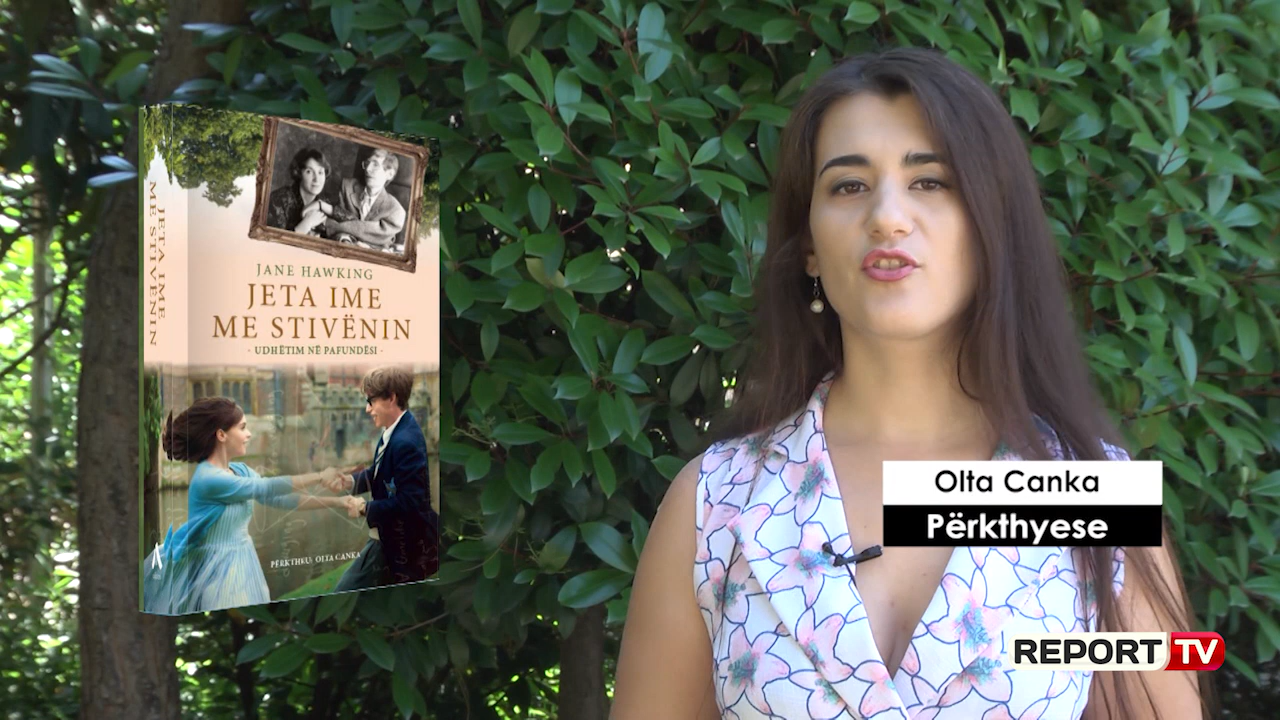 JETA IME
ME STIVËNIN
JANE HAWKING
JETA IME
ME STIVËNIN
- UDHËTIM NË PAFUNDËSI -
PËRKTHEU: OLTA CANKA
Olta Canka
Përkthyese
REPORT TV